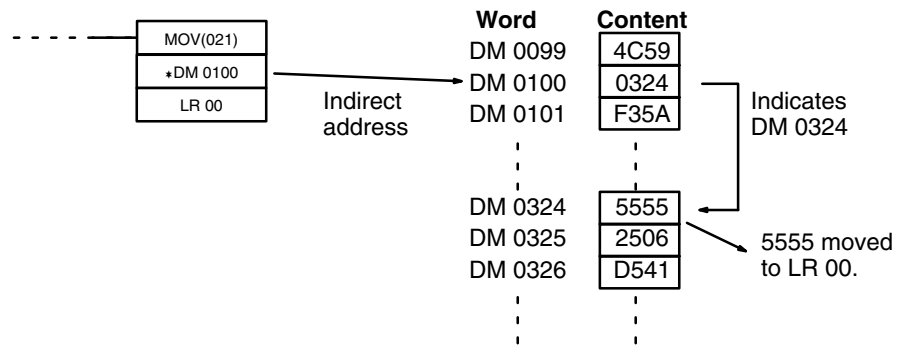 MOV(021)
*DM 0100
LR 00
Indirect
address
Word Content
DM 0099 4C59
DM 0100 0324
DM 0101 F35A
Indicates
DM 0324
DM 0324 5555
DM 0325 2506
DM 0326 D541
5555 moved
to LR 00.